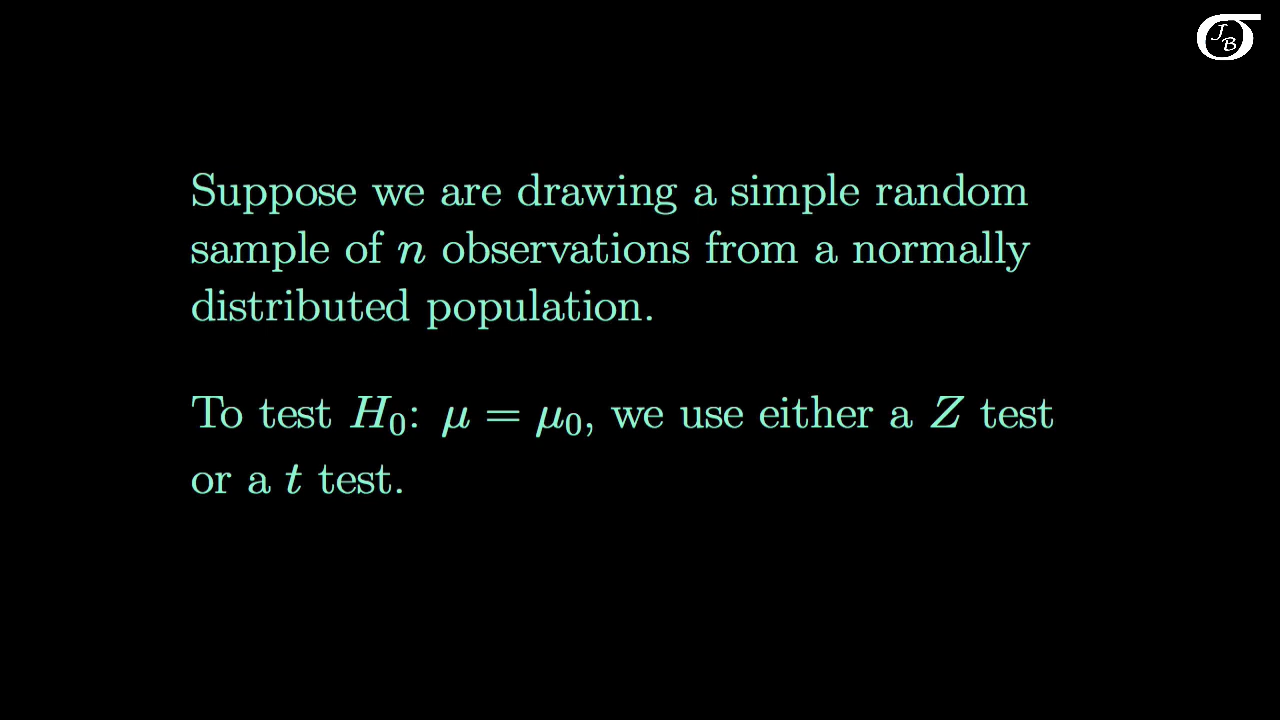 J B
Suppose we are drawing a simple random
sample of n observations from a normally
distributed population.
To test H₀: μ = μ₀, we use either a Z test
or a t test.